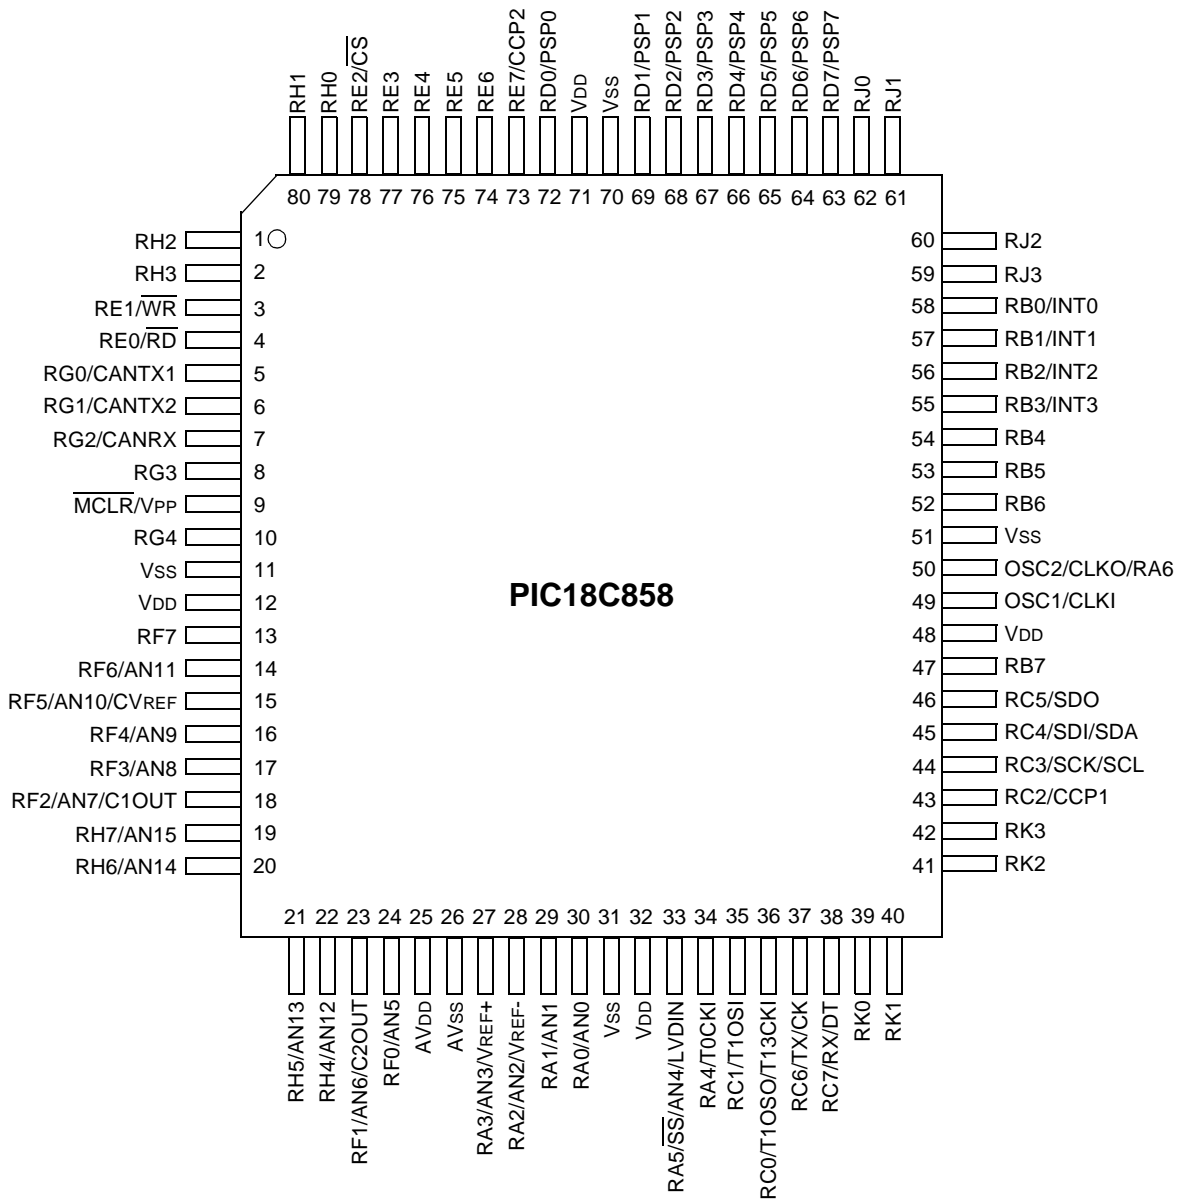 RH1
RH0
RE2/CS
RE3
RE4
RE5
RE6
RE7/CCP2
RD0/PSP0
VDD
VSS
RD1/PSP1
RD2/PSP2
RD3/PSP3
RD4/PSP4
RD5/PSP5
RD6/PSP6
RD7/PSP7
RJ0
RJ1
80 79 78 77 76 75 74 73 72 71 70 69 68 67 66 65 64 63 62 61
RH2 1
RH3 2
RE1/WR 3
RE0/RD 4
RG0/CANTX1 5
RG1/CANTX2 6
RG2/CANRX 7
RG3 8
MCLR/VPP 9
RG4 10
VSS 11
VDD 12
RF7 13
RF6/AN11 14
RF5/AN10/CVREF 15
RF4/AN9 16
RF3/AN8 17
RF2/AN7/C1OUT 18
RH7/AN15 19
RH6/AN14 20
PIC18C858
60 RJ2
59 RJ3
58 RB0/INT0
57 RB1/INT1
56 RB2/INT2
55 RB3/INT3
54 RB4
53 RB5
52 RB6
51 VSS
50 OSC2/CLKO/RA6
49 OSC1/CLKI
48 VDD
47 RB7
46 RC5/SDO
45 RC4/SDI/SDA
44 RC3/SCK/SCL
43 RC2/CCP1
42 RK3
41 RK2
21 22 23 24 25 26 27 28 29 30 31 32 33 34 35 36 37 38 39 40
RH5/AN13
RH4/AN12
RF1/AN6/C2OUT
RF0/AN5
AVDD
AVSS
RA3/AN3/VREF+
RA2/AN2/VREF-
RA1/AN1
RA0/AN0
VSS
VDD
RA5/SS/AN4/LVDIN
RA4/T0CKI
RC1/T1OSI
RC0/T1OSO/T13CKI
RC6/TX/CK
RC7/RX/DT
RK0
RK1